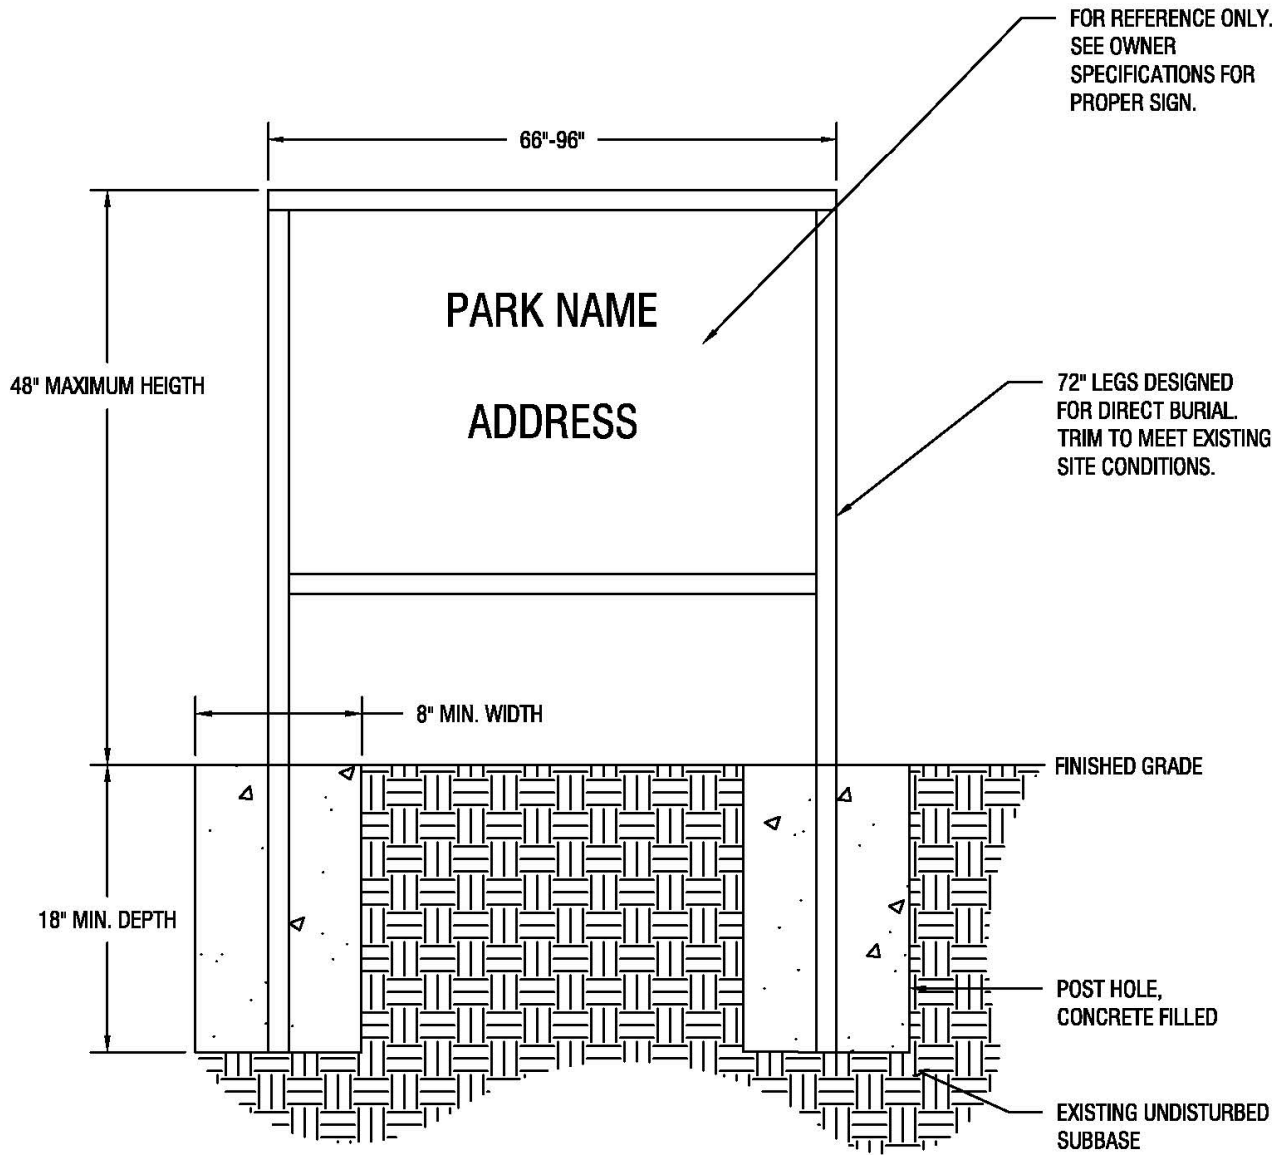 FOR REFERENCE ONLY.
SEE OWNER
SPECIFICATIONS FOR
PROPER SIGN.
66"-96"
PARK NAME
ADDRESS
48" MAXIMUM HEIGTH
72" LEGS DESIGNED
FOR DIRECT BURIAL.
TRIM TO MEET EXISTING
SITE CONDITIONS.
8" MIN. WIDTH
FINISHED GRADE
18" MIN. DEPTH
POST HOLE,
CONCRETE FILLED
EXISTING UNDISTURBED
SUBBASE